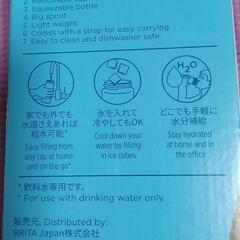 3 Squeezable bottle
4 Big spout
5 Light weight
6 Comes with a strap for easy carrying
7 Easy to clean and dishwasher safe
H₂O
家でも外でも
水道さえあれば
給水可能*
Easy filling from
any tap at home
and on the go*
氷を入れて
冷やしてもOK
Cool down your
water by filling
in ice cubes
どこでも手軽に
水分補給
Stay hydrated
at home and
in the office
* 飲料水専用です。
* For use with drinking water only.
販売元, Distributed by:
BRITA Japan株式会社